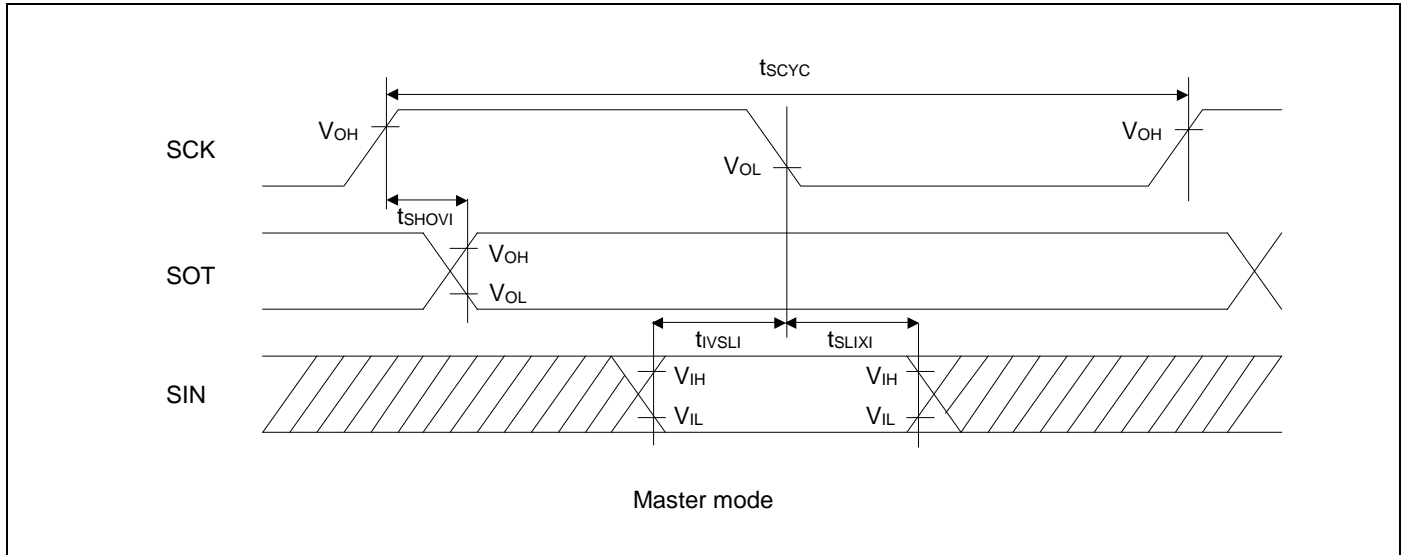 tSCYC
VOH
VOH
SCK
VOL
tSHOVI
VOH
SOT
VOL
tIVSLI
tSLIXI
VIH
VIH
SIN
VIL
VIL
Master mode